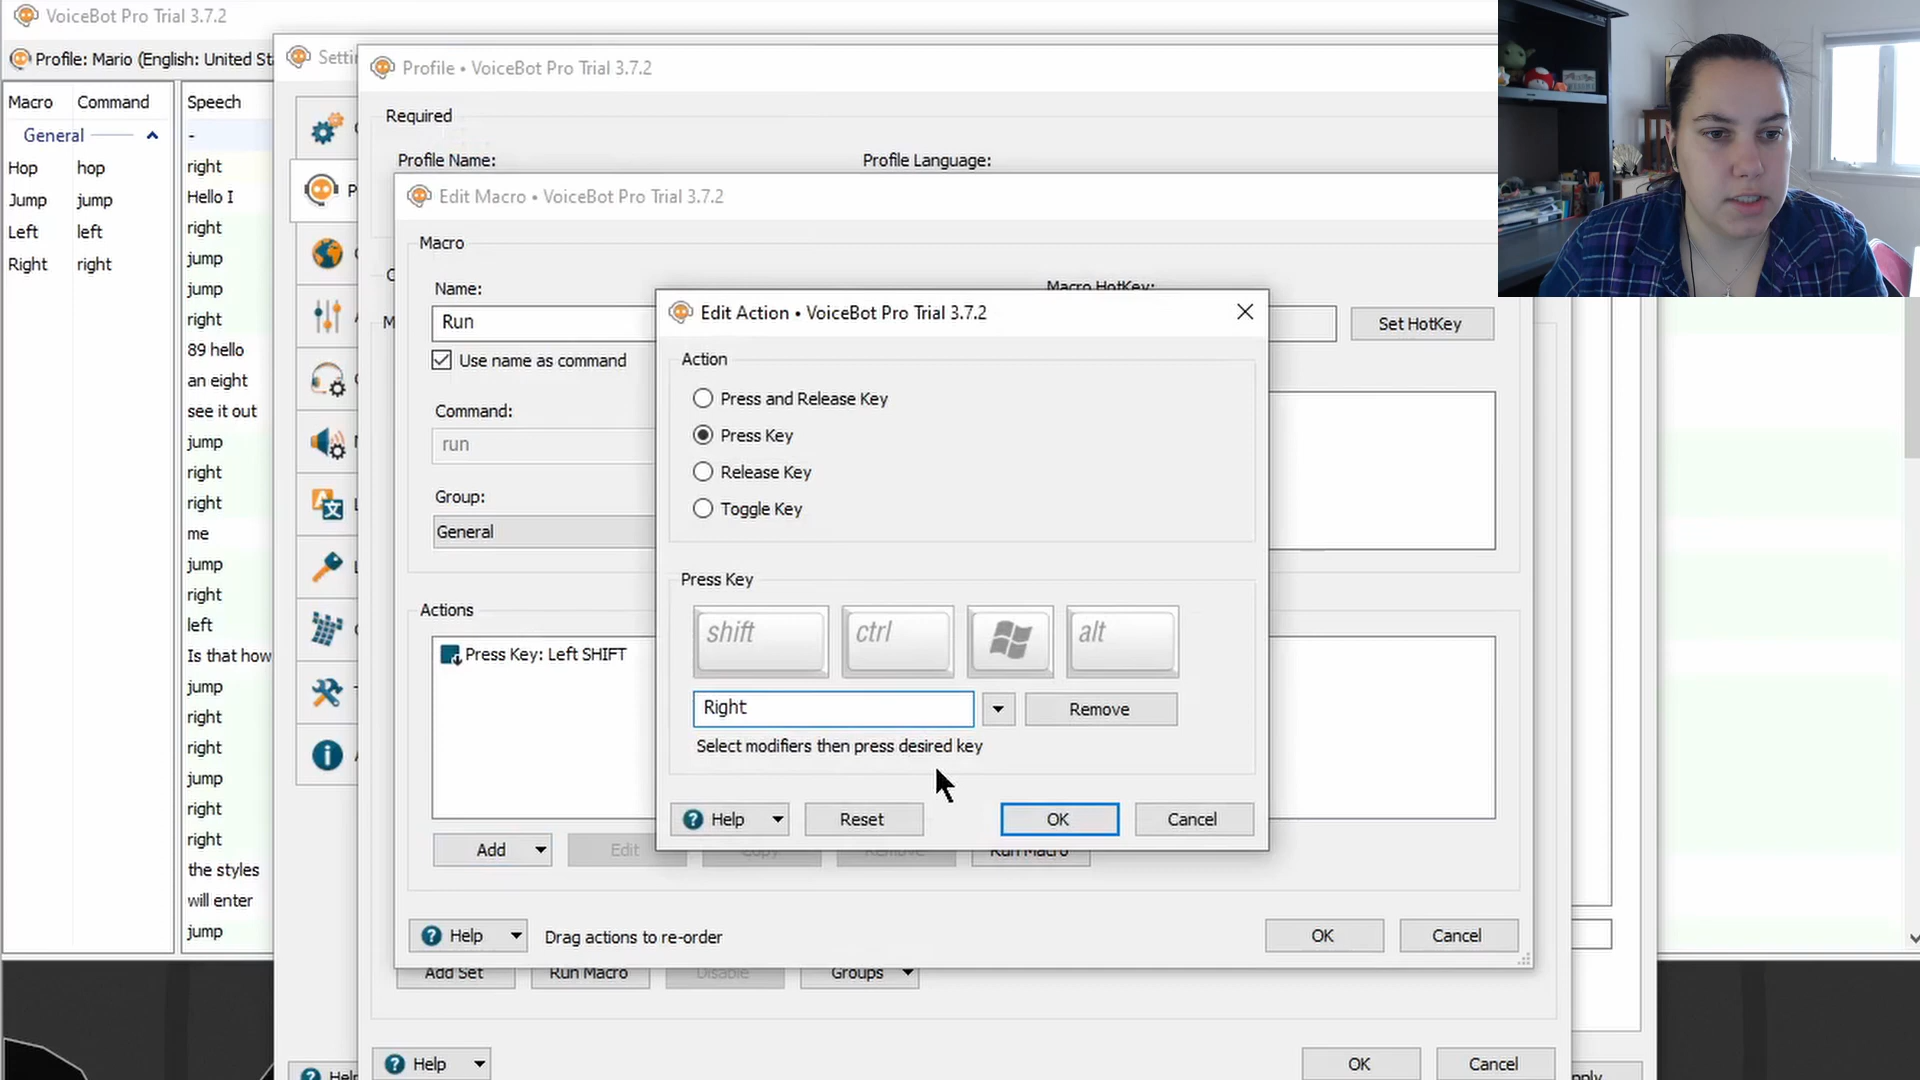 VoiceBot Pro Trial 3.7.2
Profile: Mario (English: United St
Macro Command Speech
General
-
Hop hop
Jump jump
Left left
Right right
right
Hello I
right
jump
jump
right
89 hello
an eight
see it out
jump
right
right
me
jump
right
left
Is that how
jump
right
right
jump
right
right
the styles
will enter
jump
Settin
Profile • VoiceBot Pro Trial 3.7.2
Required
Profile Name: Profile Language:
Edit Macro • VoiceBot Pro Trial 3.7.2
Macro
Name: Macro HotKey:
Run
Set HotKey
Use name as command
Command:
run
Group:
General
Actions
Press Key: Left SHIFT
Add Edit Copy Remove Run Macro
Help Drag actions to re-order OK Cancel
Edit Action • VoiceBot Pro Trial 3.7.2
Action
Press and Release Key
Press Key
Release Key
Toggle Key
Press Key
shift ctrl alt
Right
Remove
Select modifiers then press desired key
Help Reset OK Cancel
Add Set Run Macro Disable Groups
Help OK Cancel
Help
pply